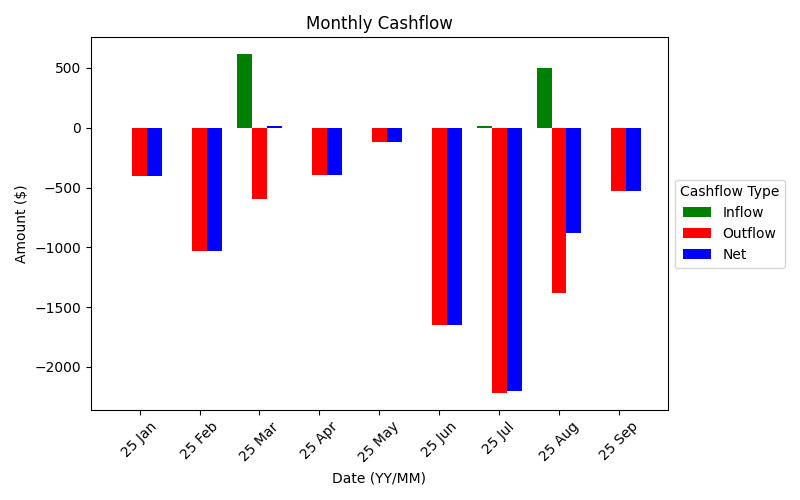 Monthly Cashflow
Amount ($)
500
0
−500
−1000
−1500
−2000
25 Jan
25 Feb
25 Mar
25 Apr
25 May
25 Jun
25 Jul
25 Aug
25 Sep
Date (YY/MM)
Cashflow Type
Inflow
Outflow
Net